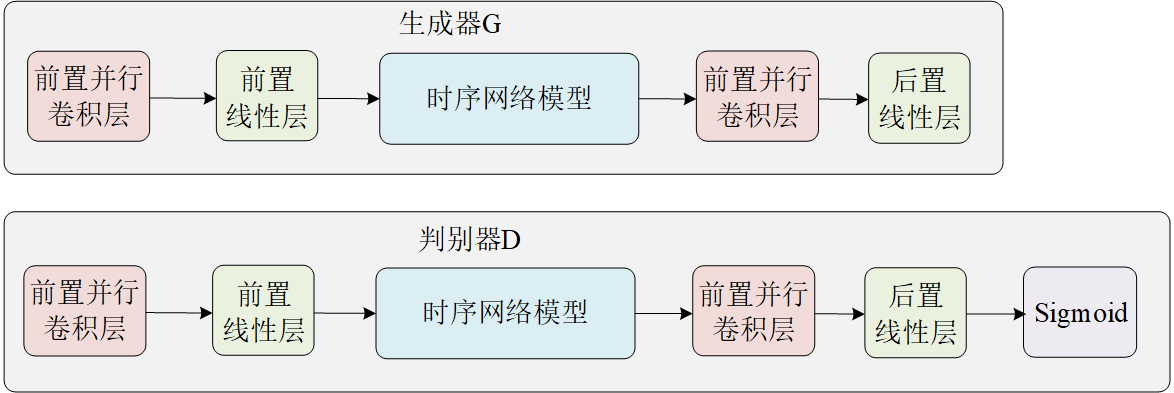 生成器G
前置并行
卷积层
前置
线性层
时序网络模型
前置并行
卷积层
后置
线性层
判别器D
前置并行
卷积层
前置
线性层
时序网络模型
前置并行
卷积层
后置
线性层
Sigmoid